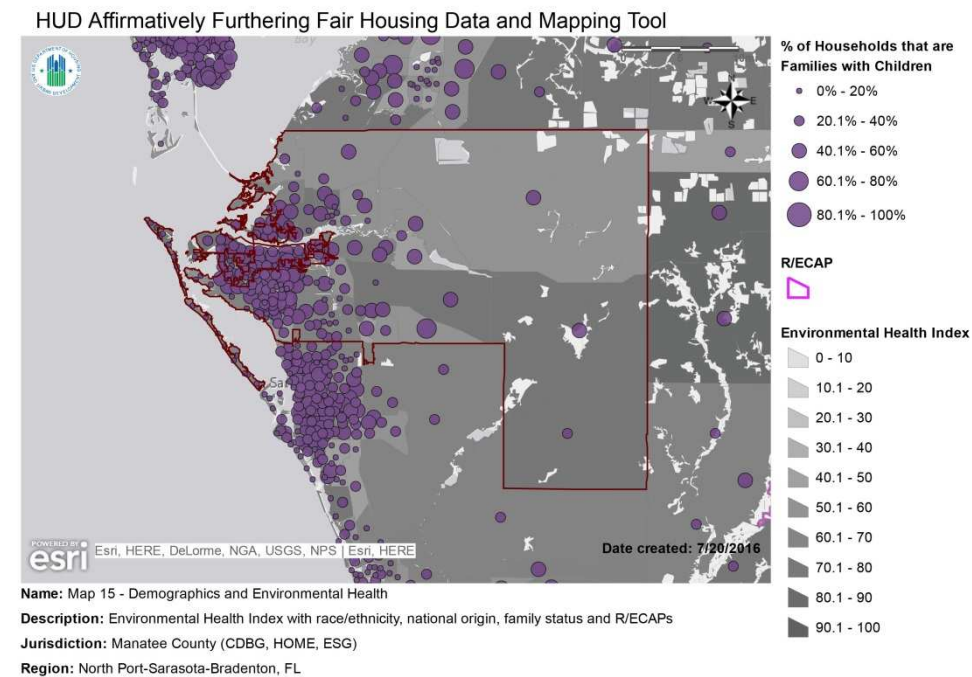 HUD Affirmatively Furthering Fair Housing Data and Mapping Tool
% of Households that are
Families with Children
0% - 20%
20.1% - 40%
40.1% - 60%
60.1% - 80%
80.1% - 100%
R/ECAP
Environmental Health Index
0 - 10
10.1 - 20
20.1 - 30
30.1 - 40
40.1 - 50
50.1 - 60
60.1 - 70
70.1 - 80
80.1 - 90
90.1 - 100
N
W E
S
POWERED BY
esri
Esri, HERE, DeLorme, NGA, USGS, NPS | Esri, HERE
Date created: 7/20/2016
Name: Map 15 - Demographics and Environmental Health
Description: Environmental Health Index with race/ethnicity, national origin, family status and R/ECAPs
Jurisdiction: Manatee County (CDBG, HOME, ESG)
Region: North Port-Sarasota-Bradenton, FL